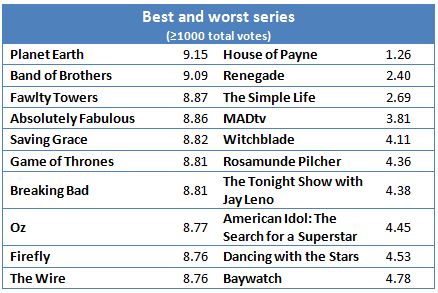 Best and worst series
(≥1000 total votes)
Planet Earth 9.15 House of Payne 1.26
Band of Brothers 9.09 Renegade 2.40
Fawlty Towers 8.87 The Simple Life 2.69
Absolutely Fabulous 8.86 MADtv 3.81
Saving Grace 8.82 Witchblade 4.11
Game of Thrones 8.81 Rosamunde Pilcher 4.36
Breaking Bad 8.81 The Tonight Show with
Jay Leno 4.38
Oz 8.77 American Idol: The
Search for a Superstar 4.45
Firefly 8.76 Dancing with the Stars 4.53
The Wire 8.76 Baywatch 4.78